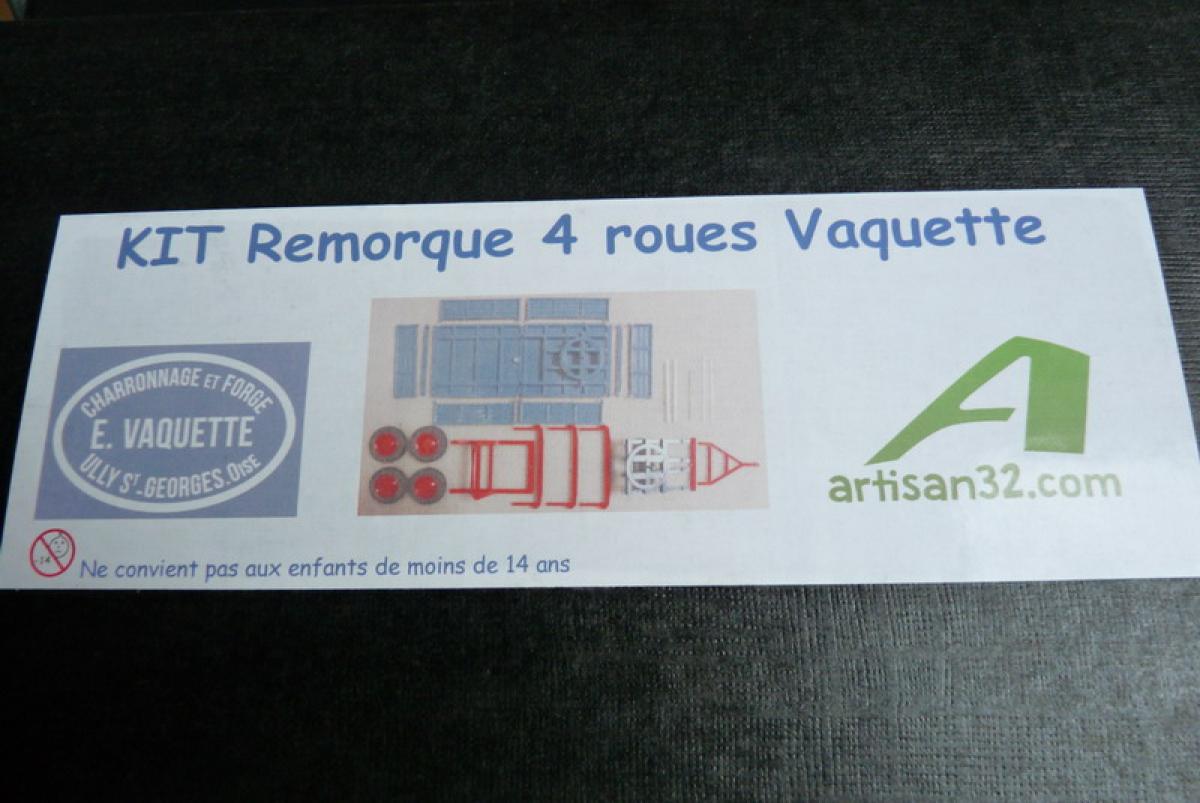 KIT Remorque 4 roues Vaquette
CHARRONNAGE ET FORGE
E. VAQUETTE
ULLY ST-GEORGES. OISE
artisan32.com
-14
Ne convient pas aux enfants de moins de 14 ans